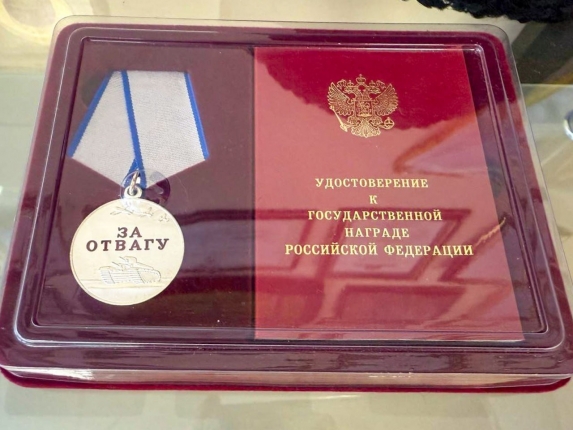 ЗА
ОТВАГУ
УДОСТОВЕРЕНИЕ
К
ГОСУДАРСТВЕННОЙ
НАГРАДЕ
РОССИЙСКОЙ ФЕДЕРАЦИИ